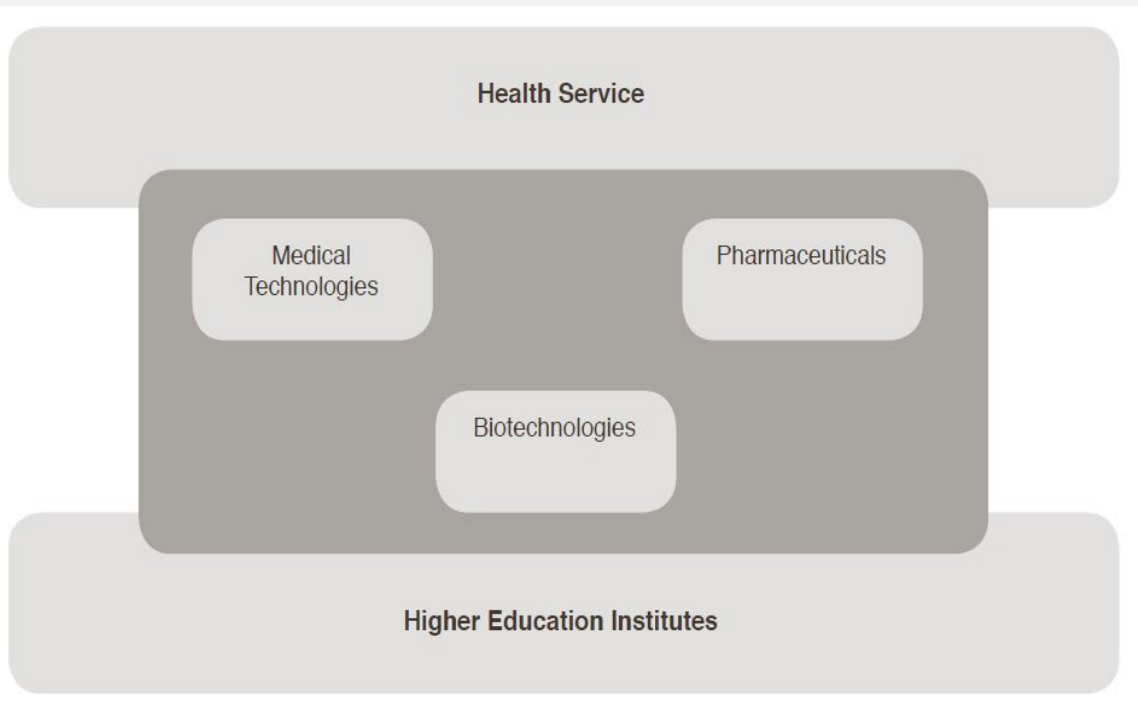 Health Service
Medical
Technologies
Pharmaceuticals
Biotechnologies
Higher Education Institutes